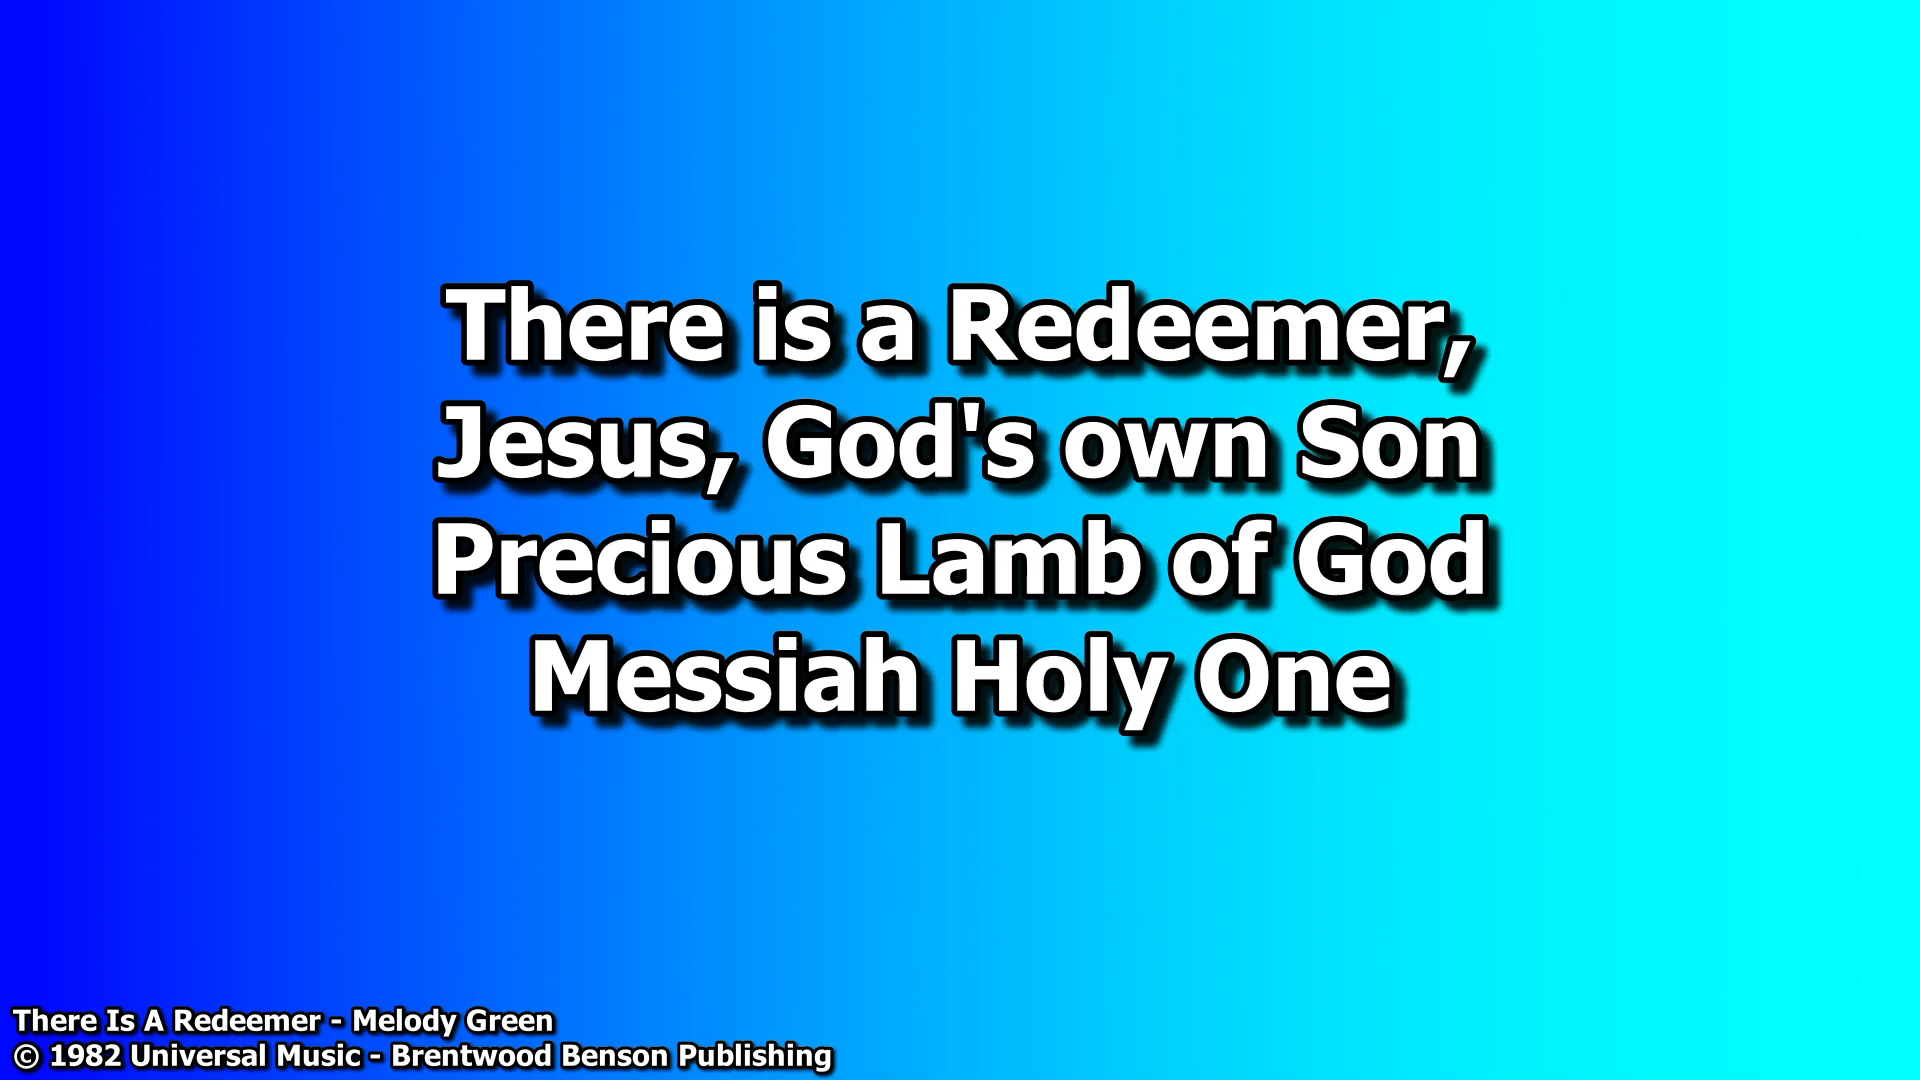 There is a Redeemer,
Jesus, God's own Son
Precious Lamb of God
Messiah Holy One
There Is A Redeemer - Melody Green
© 1982 Universal Music - Brentwood Benson Publishing